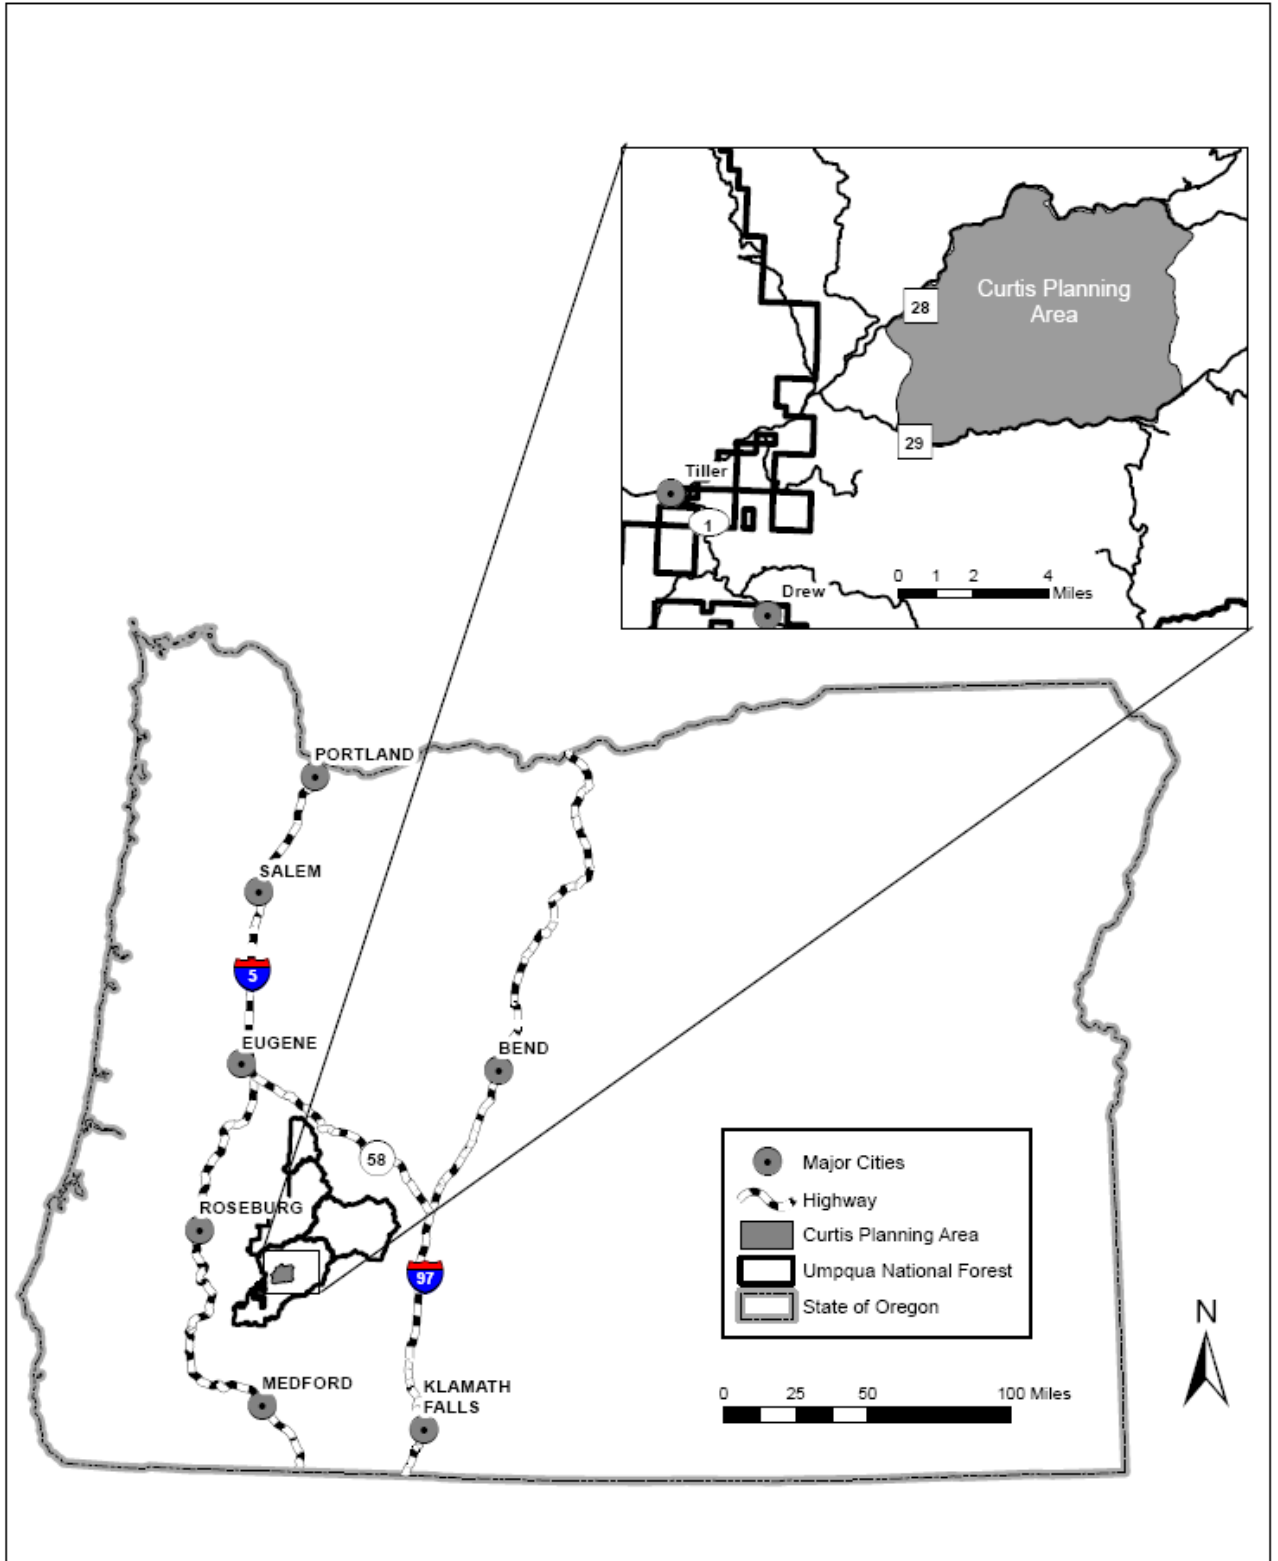 Curtis Planning
Area
28
29
Tiller
1
Drew
0 1 2 4
Miles
PORTLAND
SALEM
5
EUGENE
BEND
58
ROSEBURG
97
MEDFORD
KLAMATH
FALLS
Major Cities
Highway
Curtis Planning Area
Umpqua National Forest
State of Oregon
0 25 50 100 Miles
N